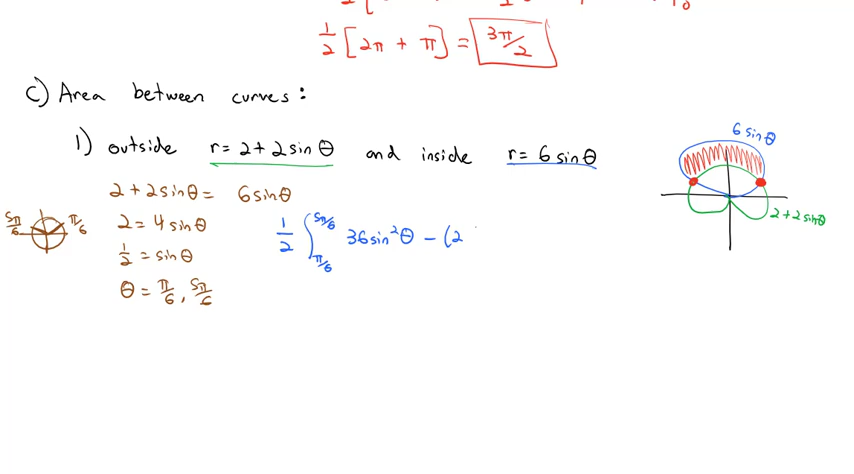 1/2 [2π + π] = 3π/2
C) Area between curves:
1) outside r = 2 + 2 sin θ and inside r = 6 sin θ
6 sin θ
2 + 2 sin θ
2 + 2 sin θ = 6 sin θ
5π/6 π/6
2 = 4 sin θ
1/2 ∫ 5π/6 π/6 36 sin² θ – (2
1/2 = sin θ
θ = π/6, 5π/6